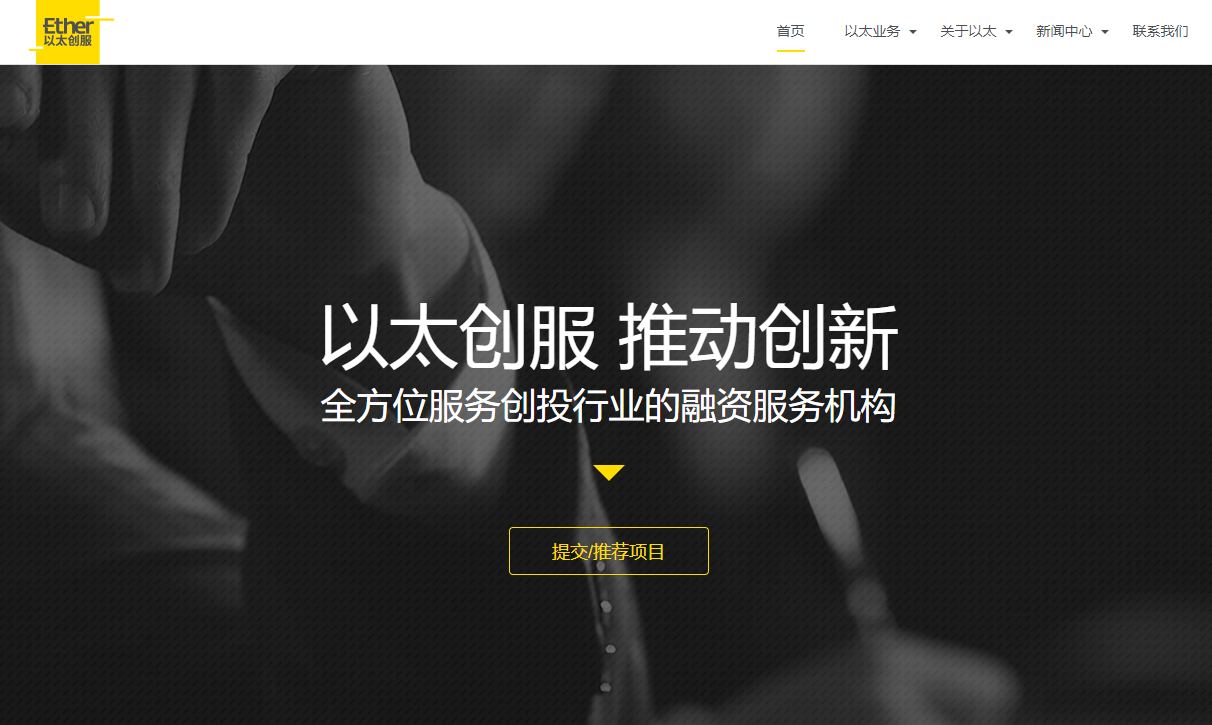 Ether
以太创服
首页
以太业务
关于以太
新闻中心
联系我们
以太创服 推动创新
全方位服务创投行业的融资服务机构
提交/推荐项目